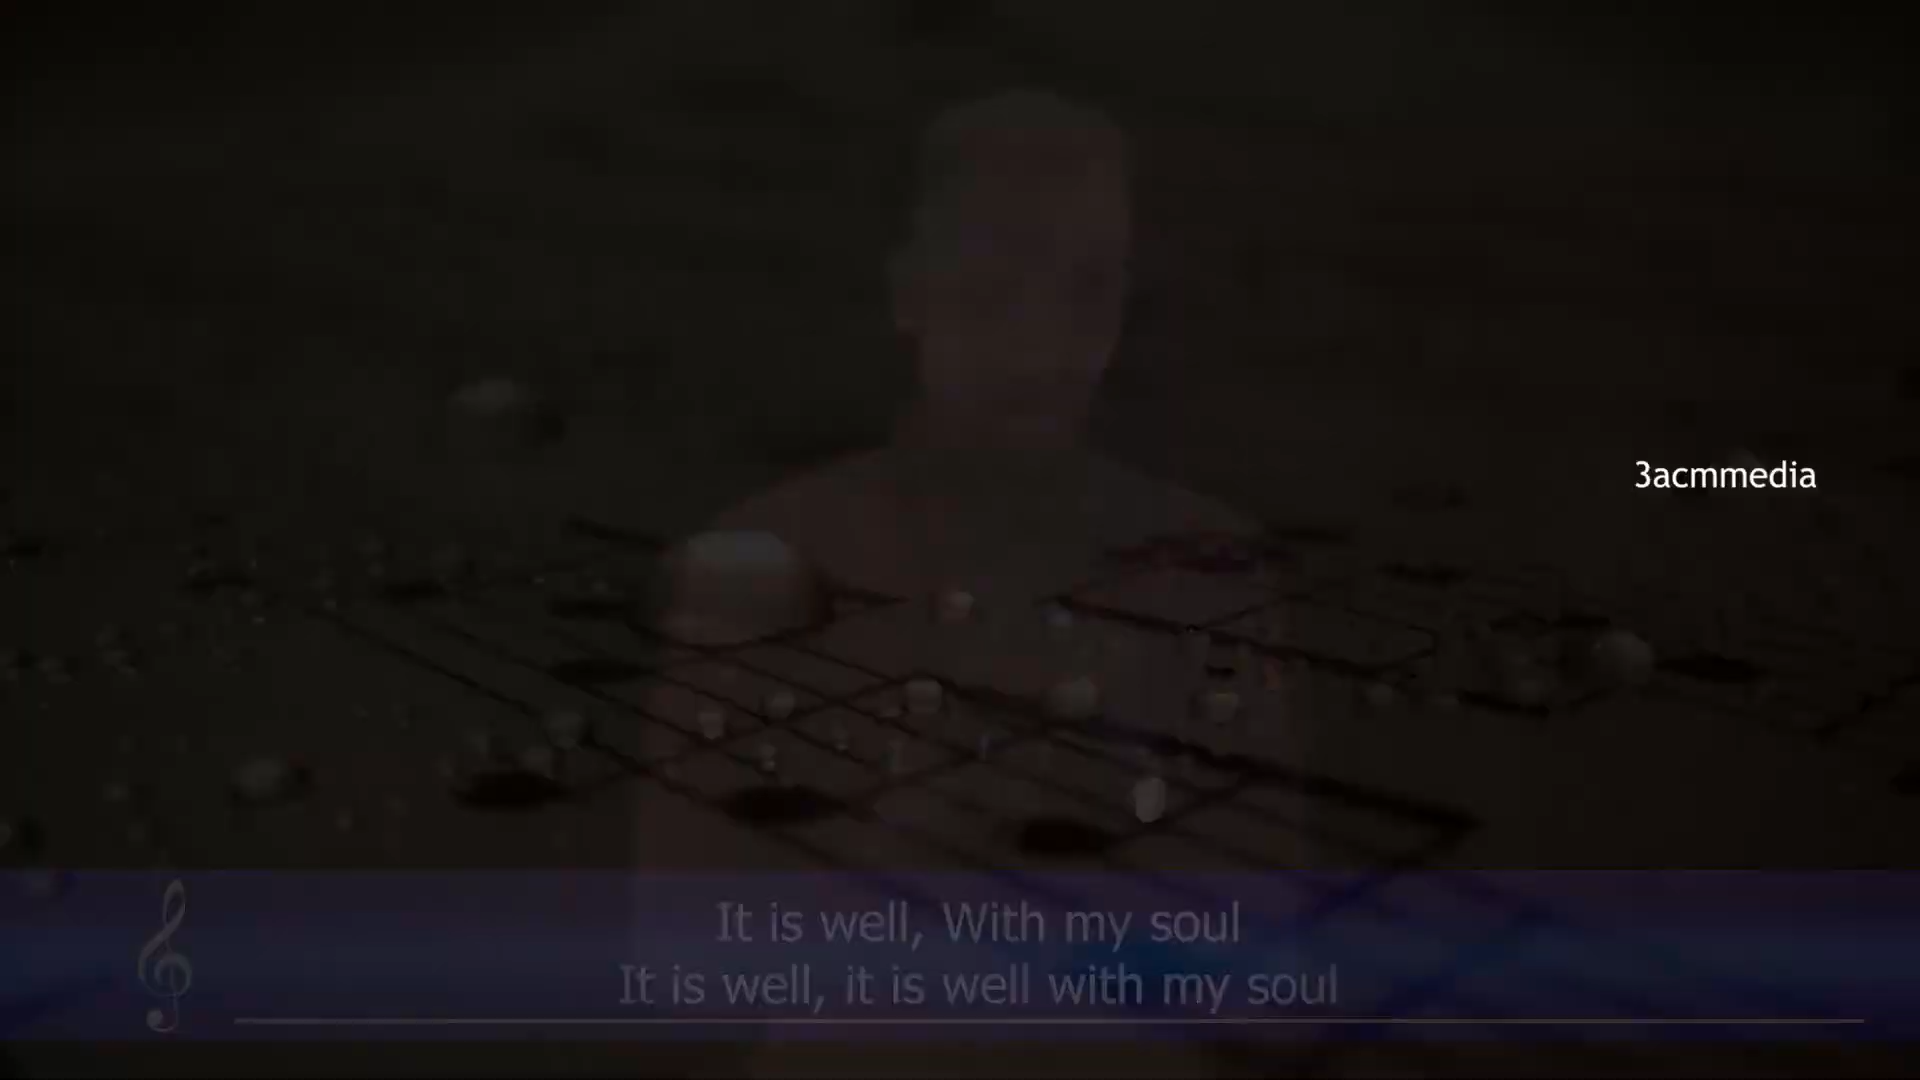 3acmmedia
It is well, With my soul
It is well, it is well with my soul